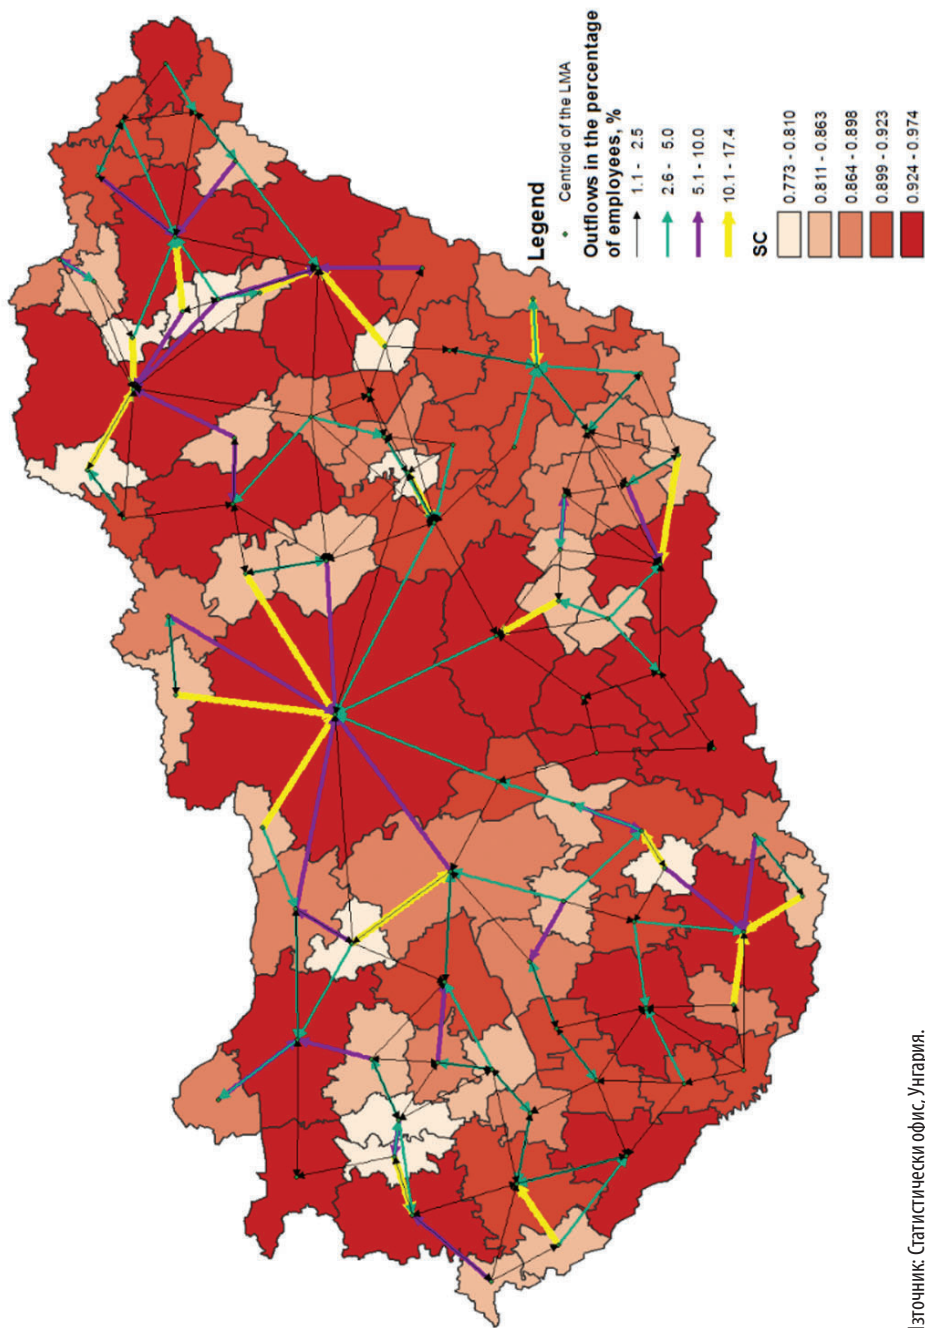 Legend
Centroid of the LMA
Outflows in the percentage
of employees, %
1.1 - 2.5
2.6 - 5.0
5.1 - 10.0
10.1 - 17.4
SC
0.773 - 0.810
0.811 - 0.863
0.864 - 0.898
0.899 - 0.923
0.924 - 0.974
Източник: Статистически офис, Унгария.